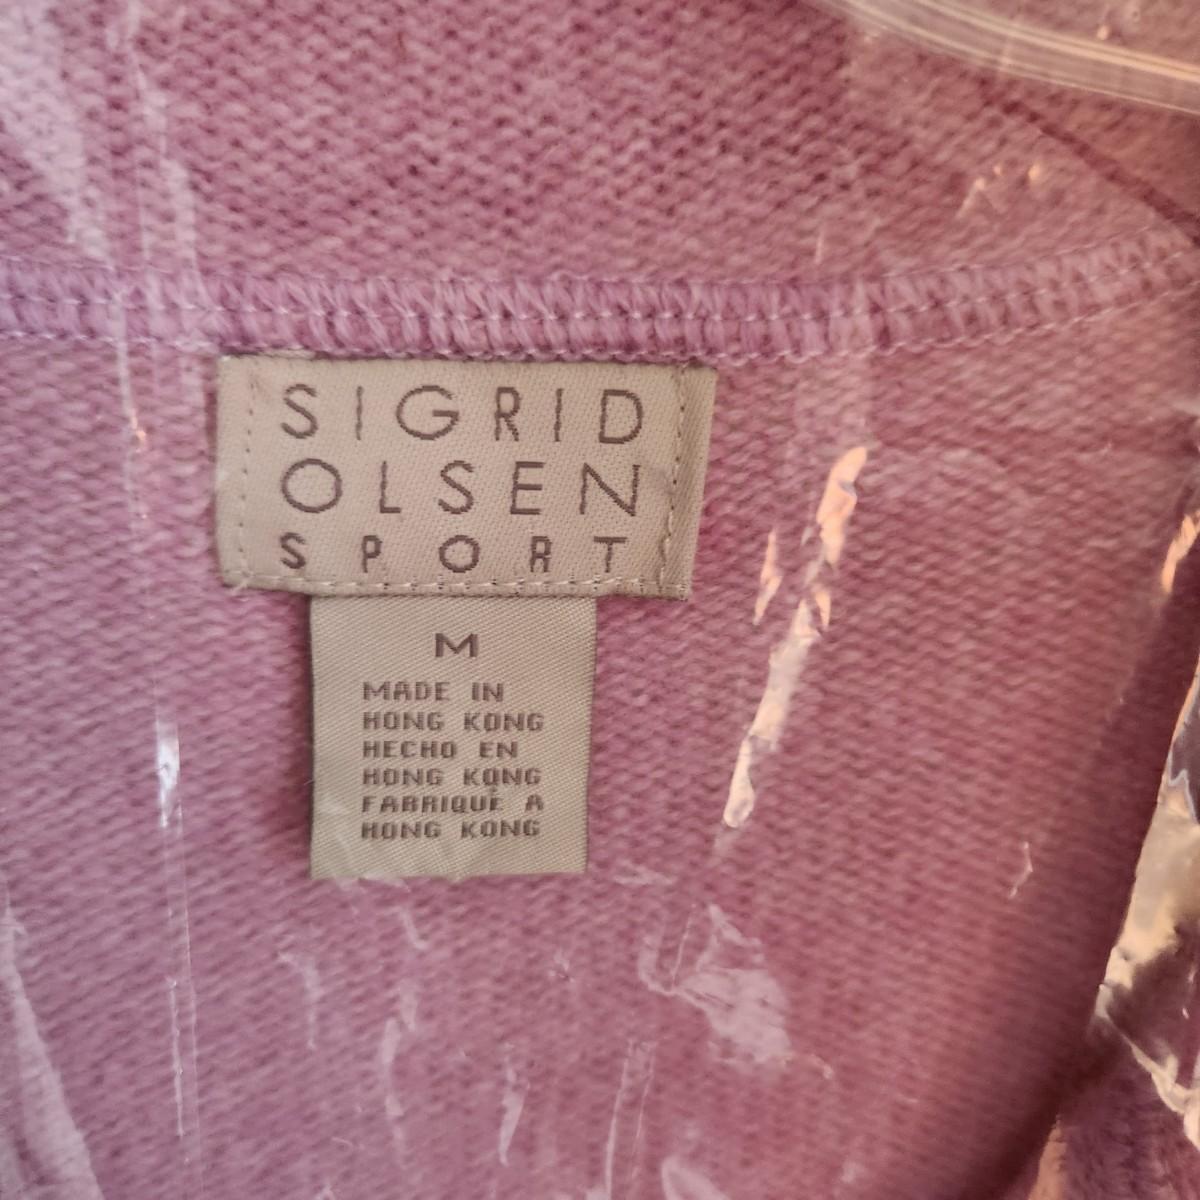 SIGRID
OLSEN
SPORT
M
MADE IN
HONG KONG
HECHO EN
HONG KONG
FABRIQUÉ A
HONG KONG